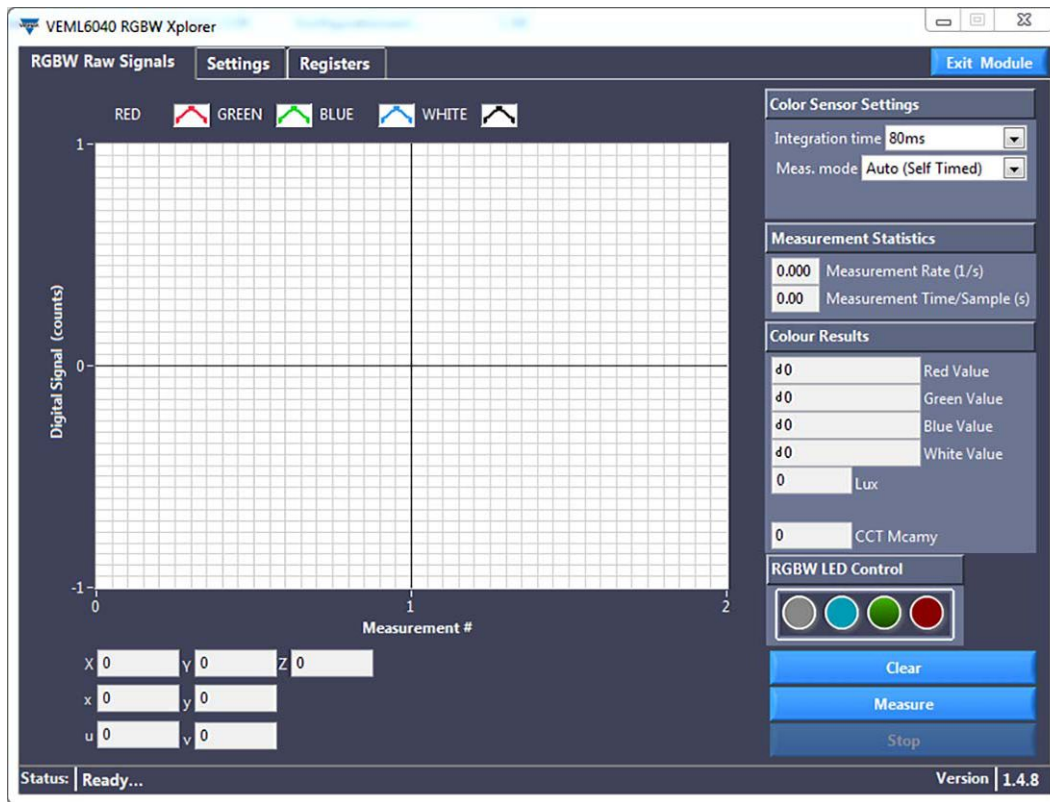 VEML6040 RGBW Xplorer
RGBW Raw Signals Settings Registers Exit Module
RED GREEN BLUE WHITE
1
0
-1
Digital Signal (counts)
0 1 2
Measurement #
X 0 Y 0 Z 0
x 0 y 0
u 0 v 0
Color Sensor Settings
Integration time 80ms
Meas. mode Auto (Self Timed)
Measurement Statistics
0.000 Measurement Rate (1/s)
0.00 Measurement Time/Sample (s)
Colour Results
d 0 Red Value
d 0 Green Value
d 0 Blue Value
d 0 White Value
0 Lux
0 CCT Mcamy
RGBW LED Control
Clear
Measure
Stop
Status: Ready... Version 1.4.8